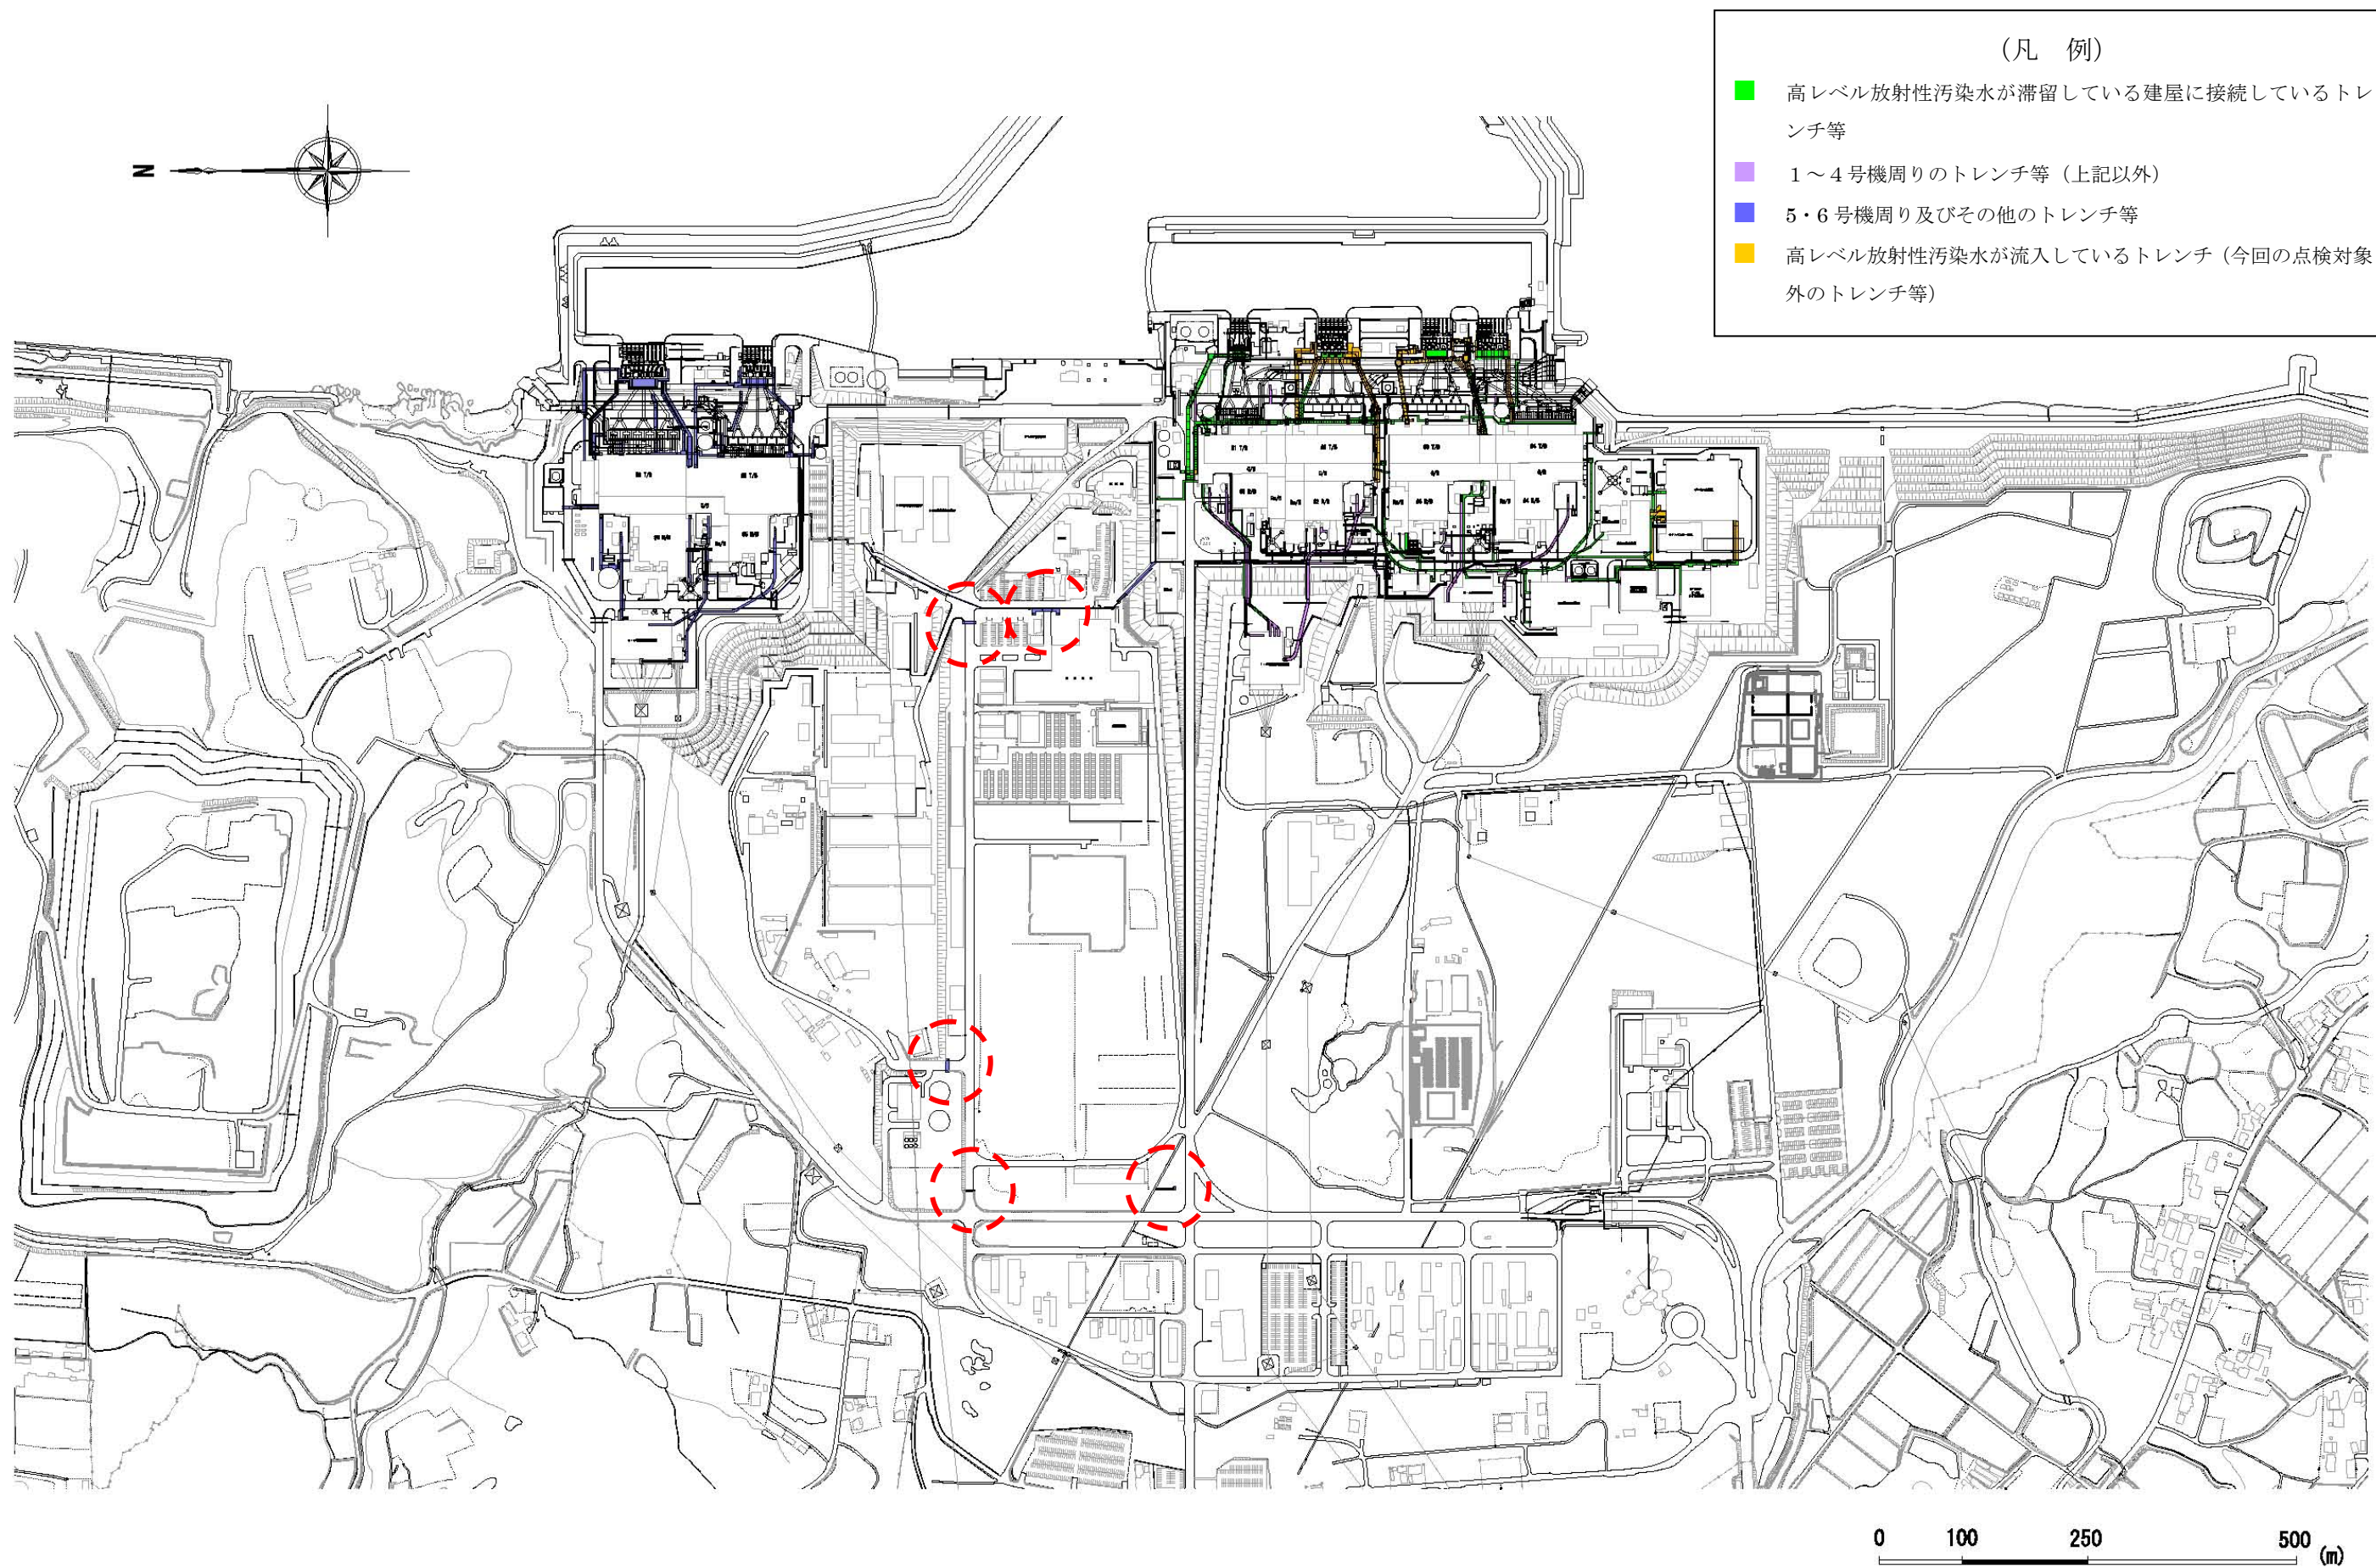 (凡　例)
高レベル放射性汚染水が滞留している建屋に接続しているトレ
ンチ等
１～４号機周りのトレンチ等（上記以外）
5・6 号機周り及びその他のトレンチ等
高レベル放射性汚染水が流入しているトレンチ（今回の点検対象
外のトレンチ等）
N
0 100 250 500 (m)